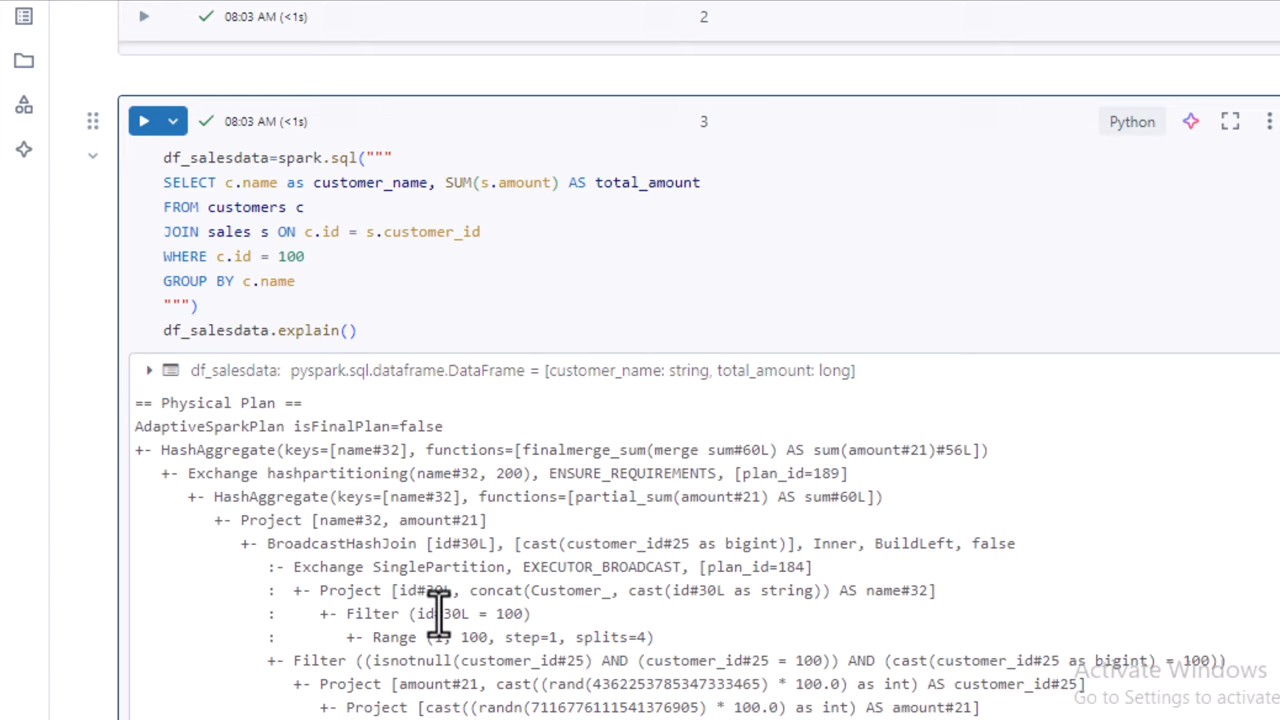 08:03 AM (<1s)
2
08:03 AM (<1s)
3
Python
df_salesdata=spark.sql("""
SELECT c.name as customer_name, SUM(s.amount) AS total_amount
FROM customers c
JOIN sales s ON c.id = s.customer_id
WHERE c.id = 100
GROUP BY c.name
""")
df_salesdata.explain()
df_salesdata: pyspark.sql.dataframe.DataFrame = [customer_name: string, total_amount: long]
== Physical Plan ==
AdaptiveSparkPlan isFinalPlan=false
+- HashAggregate(keys=[name#32], functions=[finalmerge_sum(merge sum#60L) AS sum(amount#21)#56L])
+- Exchange hashpartitioning(name#32, 200), ENSURE_REQUIREMENTS, [plan_id=189]
+- HashAggregate(keys=[name#32], functions=[partial_sum(amount#21) AS sum#60L])
+- Project [name#32, amount#21]
+- BroadcastHashJoin [id#30L], [cast(customer_id#25 as bigint)], Inner, BuildLeft, false
:- Exchange SinglePartition, EXECUTOR_BROADCAST, [plan_id=184]
: +- Project [id#30L, concat(Customer_, cast(id#30L as string)) AS name#32]
: +- Filter (id#30L = 100)
: +- Range (1, 100, step=1, splits=4)
+- Filter ((isnotnull(customer_id#25) AND (customer_id#25 = 100)) AND (cast(customer_id#25 as bigint) = 100))
+- Project [amount#21, cast((rand(4362253785347333465) * 100.0) as int) AS customer_id#25]
+- Project [cast((randn(7116776111541376905) * 100.0) as int) AS amount#21]
Activate Windows
Go to Settings to activate